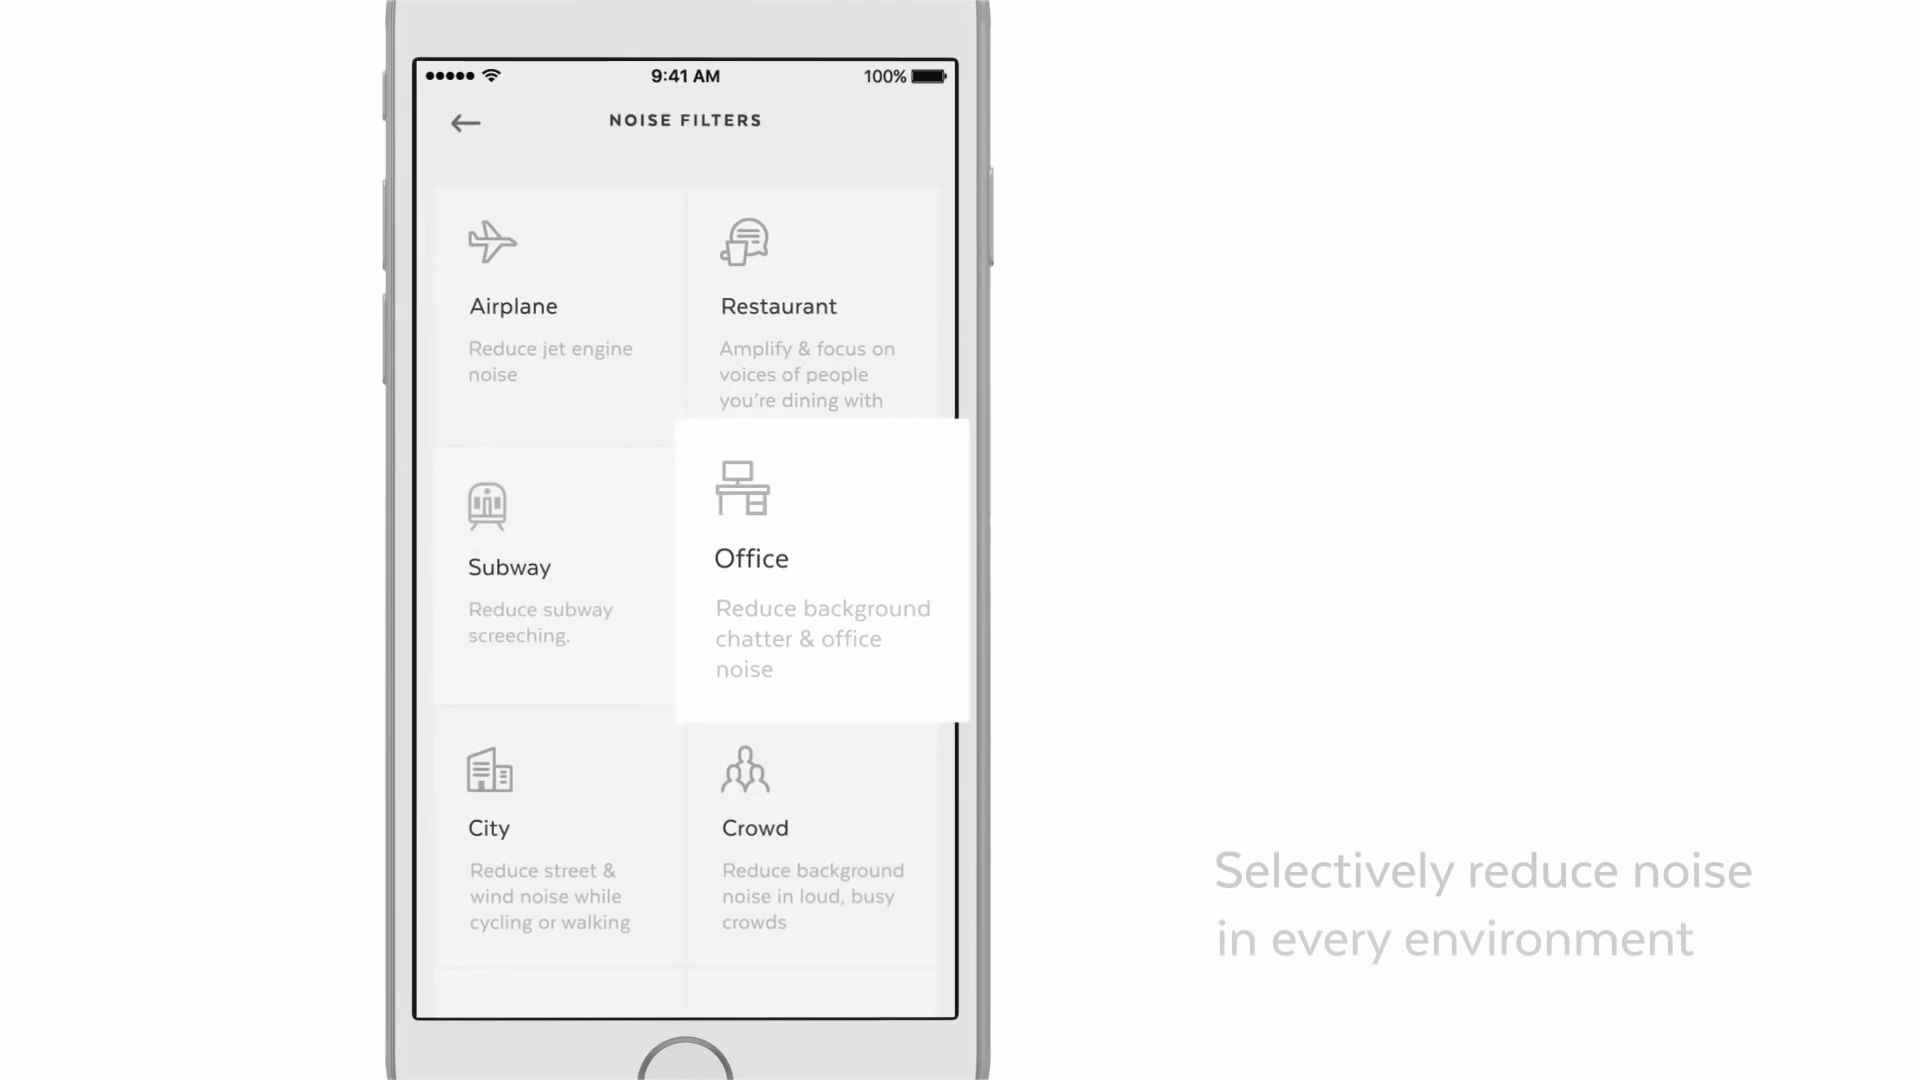 9:41 AM
100%
NOISE FILTERS
Airplane
Reduce jet engine
noise
Restaurant
Amplify & focus on
voices of people
you're dining with
Subway
Reduce subway
screeching.
Office
Reduce background
chatter & office
noise
City
Reduce street &
wind noise while
cycling or walking
Crowd
Reduce background
noise in loud, busy
crowds
Selectively reduce noise
in every environment